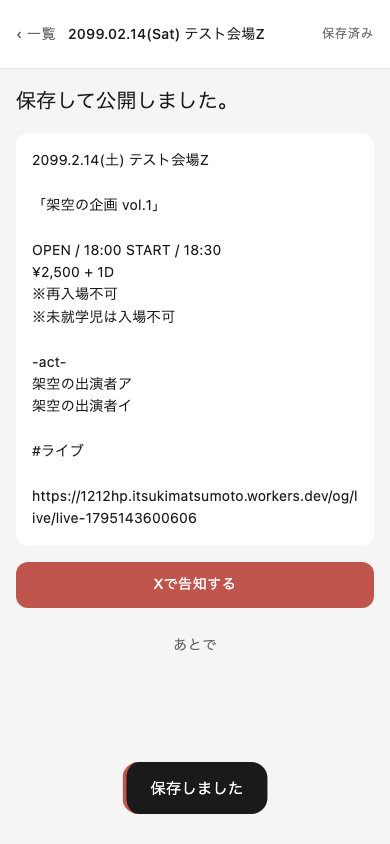 ‹ 一覧 2099.02.14(Sat) テスト会場Z 保存済み
保存して公開しました。
2099.2.14(土) テスト会場Z
「架空の企画 vol.1」
OPEN / 18:00 START / 18:30
¥2,500 + 1D
※再入場不可
※未就学児は入場不可
-act-
架空の出演者ア
架空の出演者イ
#ライブ
https://1212hp.itsukimatsumoto.workers.dev/og/l
ive/live-1795143600606
Xで告知する
あとで
保存しました